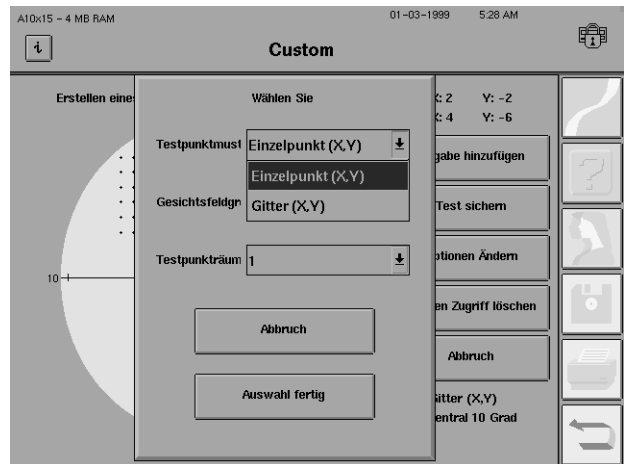 A10x15 – 4 MB RAM
01-03-1999 5:28 AM
i
Custom
Erstellen eine
Wählen Sie
X: 2 Y: -2
X: 4 Y: -6
Testpunktmust
Einzelpunkt (X,Y)
Einzelpunkt (X,Y)
Gitter (X,Y)
gabe hinzufügen
Gesichtsfeldgr
Test sichern
Testpunkträum
1
ptionen Ändern
10
en Zugriff löschen
Abbruch
Abbruch
Auswahl fertig
Gitter (X,Y)
entral 10 Grad